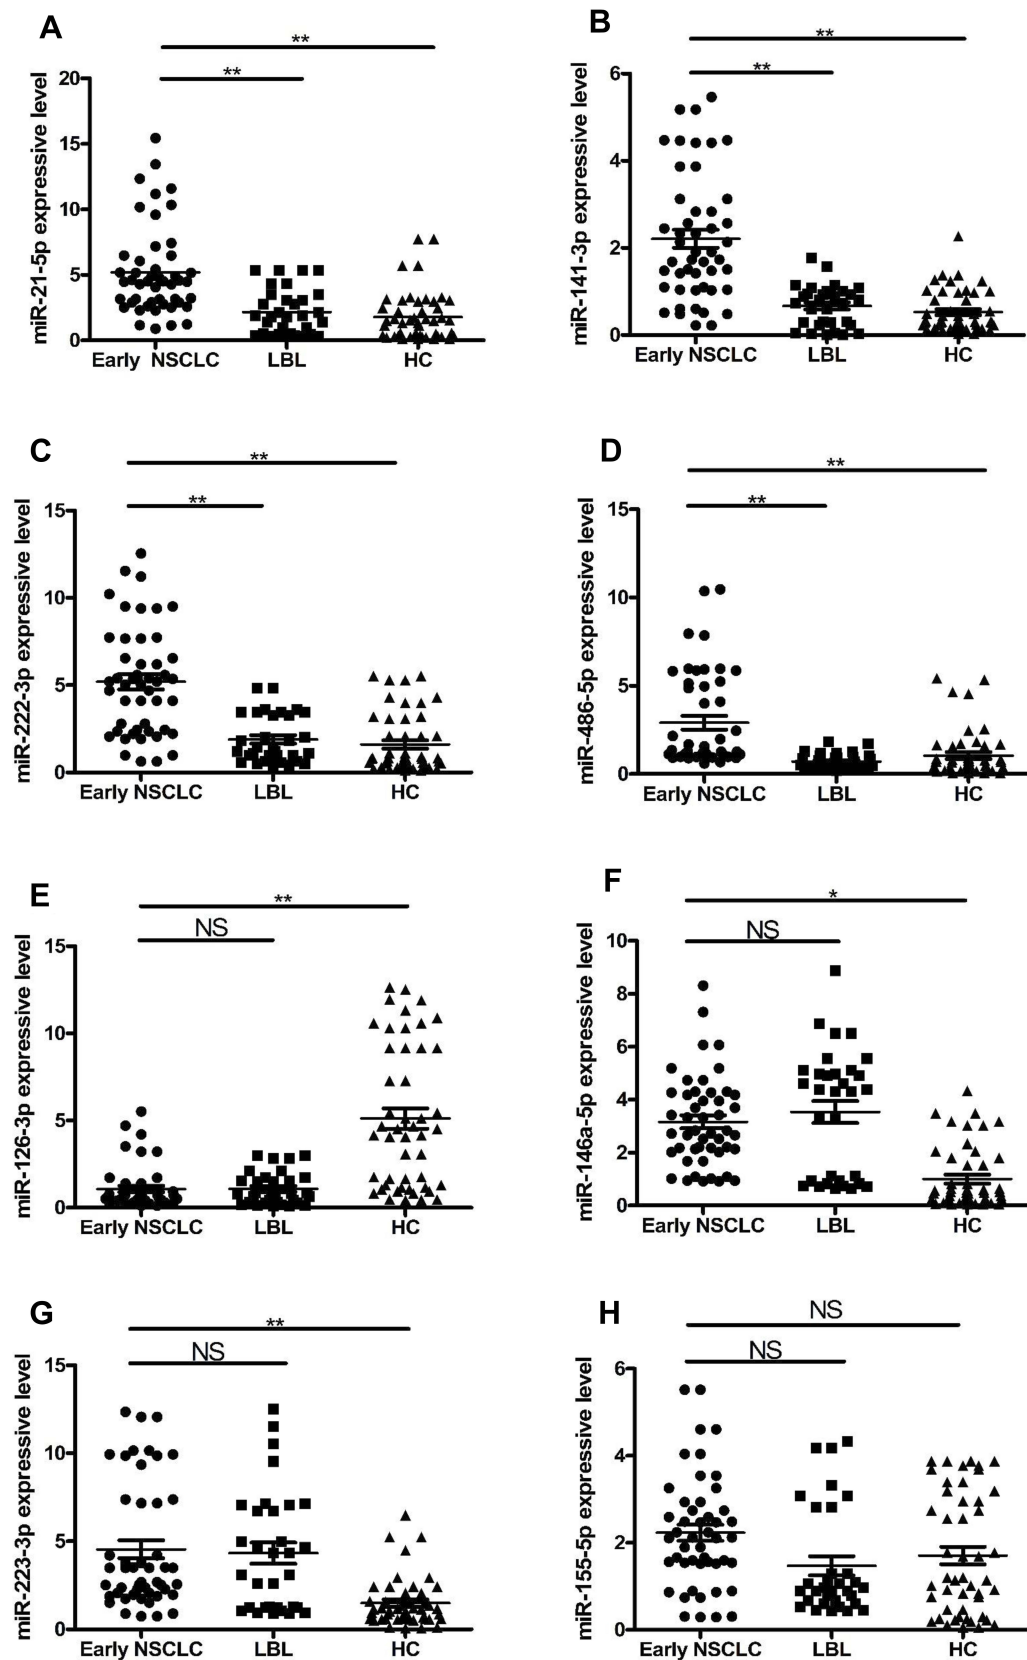 A
**
**
miR-21-5p expressive level
20
15
10
5
0
Early NSCLC LBL HC
B
**
**
miR-141-3p expressive level
6
4
2
0
Early NSCLC LBL HC
C
**
**
miR-222-3p expressive level
15
10
5
0
Early NSCLC LBL HC
D
**
**
miR-486-5p expressive level
15
10
5
0
Early NSCLC LBL HC
E
**
NS
miR-126-3p expressive level
15
10
5
0
Early NSCLC LBL HC
F
*
NS
miR-146a-5p expressive level
10
8
6
4
2
0
Early NSCLC LBL HC
G
**
NS
miR-223-3p expressive level
15
10
5
0
Early NSCLC LBL HC
H
NS
NS
miR-155-5p expressive level
6
4
2
0
Early NSCLC LBL HC